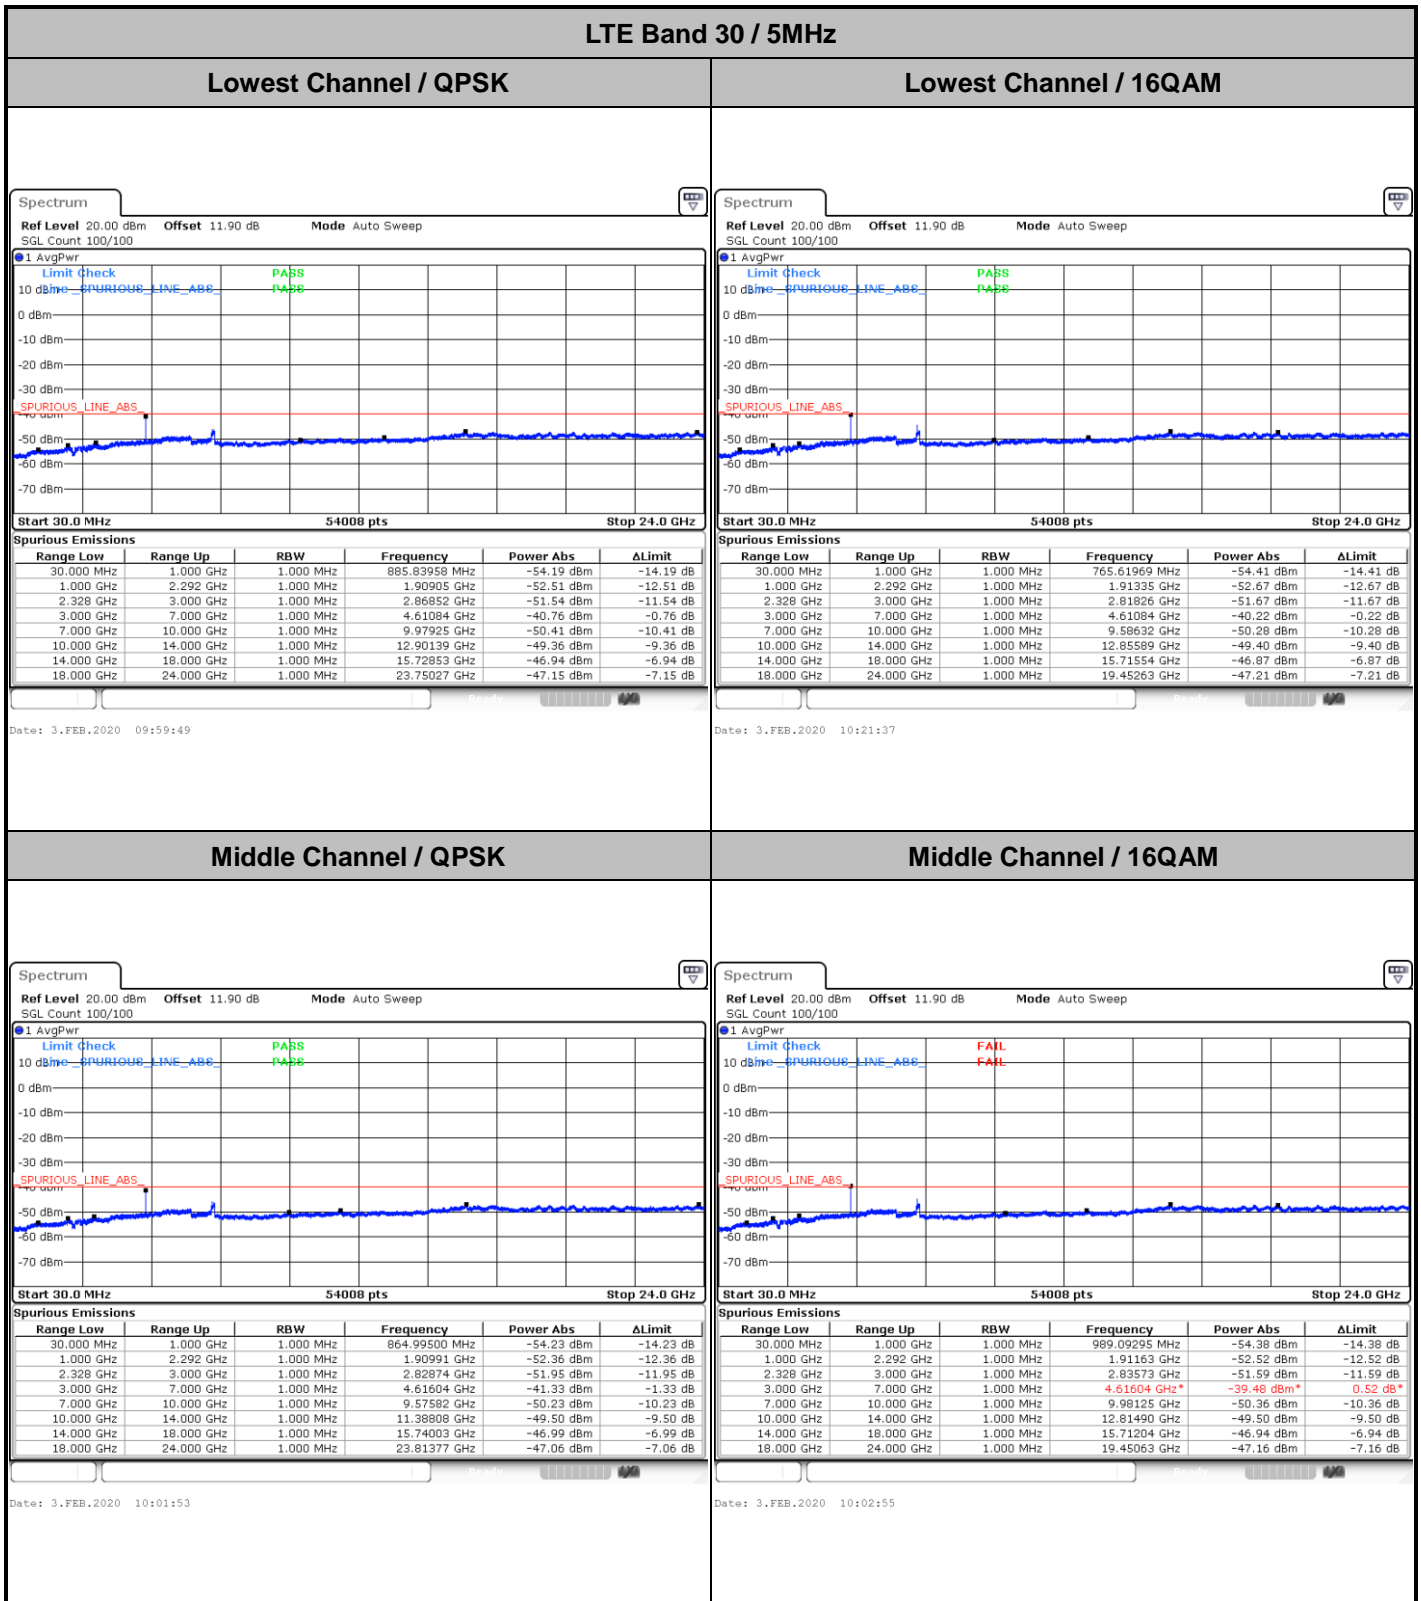 LTE Band 30 / 5MHz
Lowest Channel / QPSK
Lowest Channel / 16QAM
Spectrum
Ref Level 20.00 dBm Offset 11.90 dB Mode Auto Sweep
SGL Count 100/100
1 AvgPwr
Limit Check PASS
Line _SPURIOUS_LINE_ABS_ PASS
10 dBm
0 dBm
-10 dBm
-20 dBm
-30 dBm
_SPURIOUS_LINE_ABS_
-40 dBm
-50 dBm
-60 dBm
-70 dBm
Start 30.0 MHz 54008 pts Stop 24.0 GHz
Spurious Emissions
Range Low Range Up RBW Frequency Power Abs ΔLimit
30.000 MHz 1.000 GHz 1.000 MHz 885.83958 MHz -54.19 dBm -14.19 dB
1.000 GHz 2.292 GHz 1.000 MHz 1.90905 GHz -52.51 dBm -12.51 dB
2.328 GHz 3.000 GHz 1.000 MHz 2.86852 GHz -51.54 dBm -11.54 dB
3.000 GHz 7.000 GHz 1.000 MHz 4.61084 GHz -40.76 dBm -0.76 dB
7.000 GHz 10.000 GHz 1.000 MHz 9.97925 GHz -50.41 dBm -10.41 dB
10.000 GHz 14.000 GHz 1.000 MHz 12.90139 GHz -49.36 dBm -9.36 dB
14.000 GHz 18.000 GHz 1.000 MHz 15.72853 GHz -46.94 dBm -6.94 dB
18.000 GHz 24.000 GHz 1.000 MHz 23.75027 GHz -47.15 dBm -7.15 dB
Ready
Date: 3.FEB.2020 09:59:49
Spectrum
Ref Level 20.00 dBm Offset 11.90 dB Mode Auto Sweep
SGL Count 100/100
1 AvgPwr
Limit Check PASS
Line _SPURIOUS_LINE_ABS_ PASS
10 dBm
0 dBm
-10 dBm
-20 dBm
-30 dBm
_SPURIOUS_LINE_ABS_
-40 dBm
-50 dBm
-60 dBm
-70 dBm
Start 30.0 MHz 54008 pts Stop 24.0 GHz
Spurious Emissions
Range Low Range Up RBW Frequency Power Abs ΔLimit
30.000 MHz 1.000 GHz 1.000 MHz 765.61969 MHz -54.41 dBm -14.41 dB
1.000 GHz 2.292 GHz 1.000 MHz 1.91335 GHz -52.67 dBm -12.67 dB
2.328 GHz 3.000 GHz 1.000 MHz 2.81826 GHz -51.67 dBm -11.67 dB
3.000 GHz 7.000 GHz 1.000 MHz 4.61084 GHz -40.22 dBm -0.22 dB
7.000 GHz 10.000 GHz 1.000 MHz 9.58632 GHz -50.28 dBm -10.28 dB
10.000 GHz 14.000 GHz 1.000 MHz 12.85589 GHz -49.40 dBm -9.40 dB
14.000 GHz 18.000 GHz 1.000 MHz 15.71554 GHz -46.87 dBm -6.87 dB
18.000 GHz 24.000 GHz 1.000 MHz 19.45263 GHz -47.21 dBm -7.21 dB
Ready
Date: 3.FEB.2020 10:21:37
Middle Channel / QPSK
Middle Channel / 16QAM
Spectrum
Ref Level 20.00 dBm Offset 11.90 dB Mode Auto Sweep
SGL Count 100/100
1 AvgPwr
Limit Check PASS
Line _SPURIOUS_LINE_ABS_ PASS
10 dBm
0 dBm
-10 dBm
-20 dBm
-30 dBm
_SPURIOUS_LINE_ABS_
-40 dBm
-50 dBm
-60 dBm
-70 dBm
Start 30.0 MHz 54008 pts Stop 24.0 GHz
Spurious Emissions
Range Low Range Up RBW Frequency Power Abs ΔLimit
30.000 MHz 1.000 GHz 1.000 MHz 864.99500 MHz -54.23 dBm -14.23 dB
1.000 GHz 2.292 GHz 1.000 MHz 1.90991 GHz -52.36 dBm -12.36 dB
2.328 GHz 3.000 GHz 1.000 MHz 2.82874 GHz -51.95 dBm -11.95 dB
3.000 GHz 7.000 GHz 1.000 MHz 4.61604 GHz -41.33 dBm -1.33 dB
7.000 GHz 10.000 GHz 1.000 MHz 9.57582 GHz -50.23 dBm -10.23 dB
10.000 GHz 14.000 GHz 1.000 MHz 11.38808 GHz -49.50 dBm -9.50 dB
14.000 GHz 18.000 GHz 1.000 MHz 15.74003 GHz -46.99 dBm -6.99 dB
18.000 GHz 24.000 GHz 1.000 MHz 23.81377 GHz -47.06 dBm -7.06 dB
Ready
Date: 3.FEB.2020 10:01:53
Spectrum
Ref Level 20.00 dBm Offset 11.90 dB Mode Auto Sweep
SGL Count 100/100
1 AvgPwr
Limit Check FAIL
Line _SPURIOUS_LINE_ABS_ FAIL
10 dBm
0 dBm
-10 dBm
-20 dBm
-30 dBm
_SPURIOUS_LINE_ABS_
-40 dBm
-50 dBm
-60 dBm
-70 dBm
Start 30.0 MHz 54008 pts Stop 24.0 GHz
Spurious Emissions
Range Low Range Up RBW Frequency Power Abs ΔLimit
30.000 MHz 1.000 GHz 1.000 MHz 989.09295 MHz -54.38 dBm -14.38 dB
1.000 GHz 2.292 GHz 1.000 MHz 1.91163 GHz -52.52 dBm -12.52 dB
2.328 GHz 3.000 GHz 1.000 MHz 2.83573 GHz -51.59 dBm -11.59 dB
3.000 GHz 7.000 GHz 1.000 MHz 4.61604 GHz* -39.48 dBm* 0.52 dB*
7.000 GHz 10.000 GHz 1.000 MHz 9.98125 GHz -50.36 dBm -10.36 dB
10.000 GHz 14.000 GHz 1.000 MHz 12.81490 GHz -49.50 dBm -9.50 dB
14.000 GHz 18.000 GHz 1.000 MHz 15.71204 GHz -46.94 dBm -6.94 dB
18.000 GHz 24.000 GHz 1.000 MHz 19.45063 GHz -47.16 dBm -7.16 dB
Ready
Date: 3.FEB.2020 10:02:55